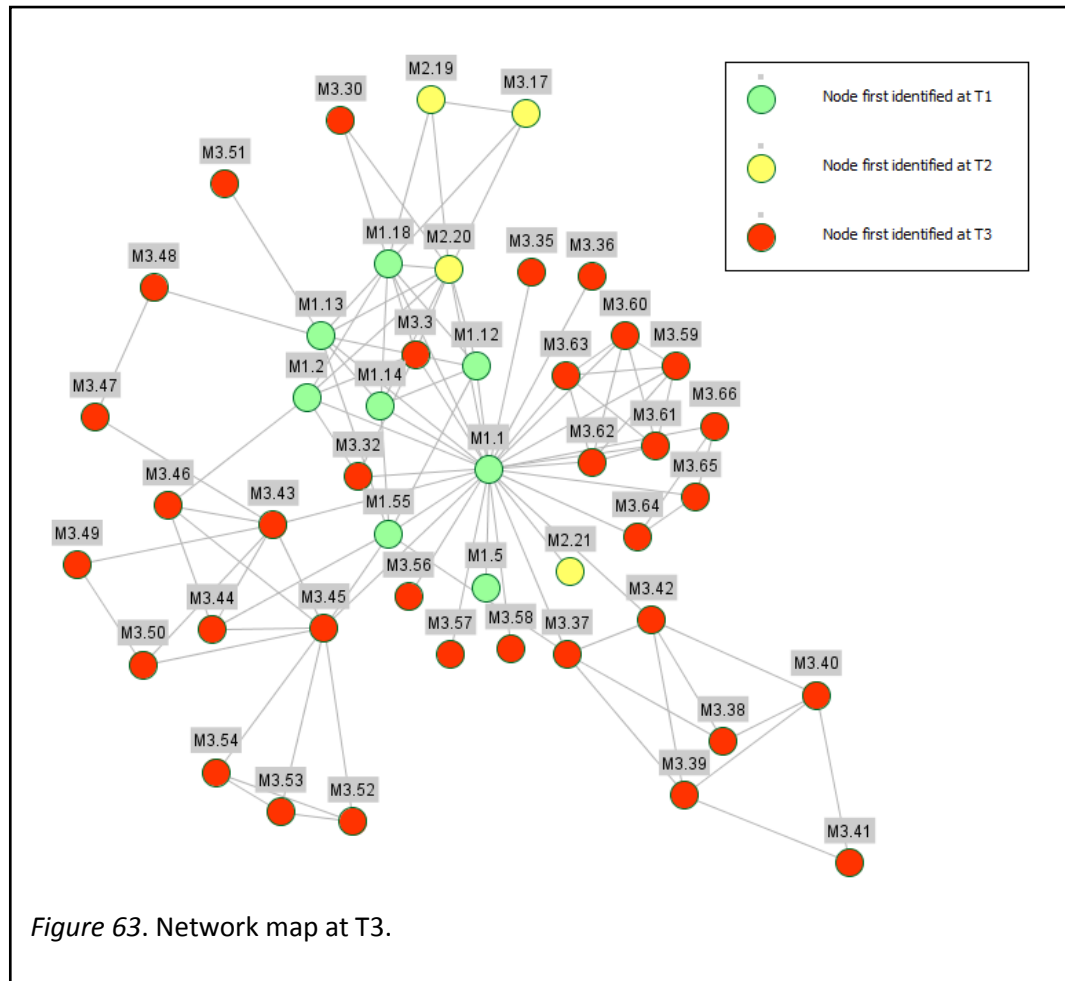 M2.19
M3.30
M3.17
Node first identified at T1
M3.51
Node first identified at T2
Node first identified at T3
M1.18
M2.20
M3.35
M3.36
M3.48
M1.13
M3.3
M1.12
M3.60
M3.63
M3.59
M1.2
M1.14
M3.47
M3.66
M3.62
M3.61
M3.32
M1.1
M3.46
M3.43
M3.65
M1.55
M3.64
M3.49
M3.56
M1.5
M2.21
M3.44
M3.45
M3.42
M3.50
M3.57
M3.58
M3.37
M3.40
M3.54
M3.38
M3.53
M3.52
M3.39
M3.41
Figure 63. Network map at T3.